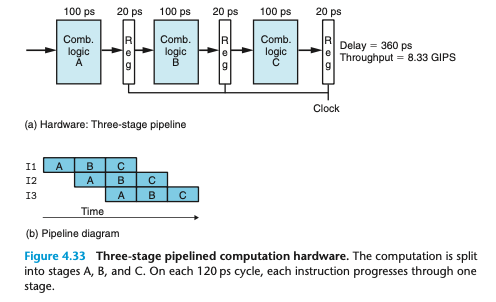 100 ps 20 ps 100 ps 20 ps 100 ps 20 ps
Comb. logic A
Reg
Comb. logic B
Reg
Comb. logic C
Reg
Delay = 360 ps
Throughput = 8.33 GIPS
Clock
(a) Hardware: Three-stage pipeline
I1 A B C
I2 A B C
I3 A B C
Time
(b) Pipeline diagram
Figure 4.33 Three-stage pipelined computation hardware. The computation is split
into stages A, B, and C. On each 120 ps cycle, each instruction progresses through one
stage.